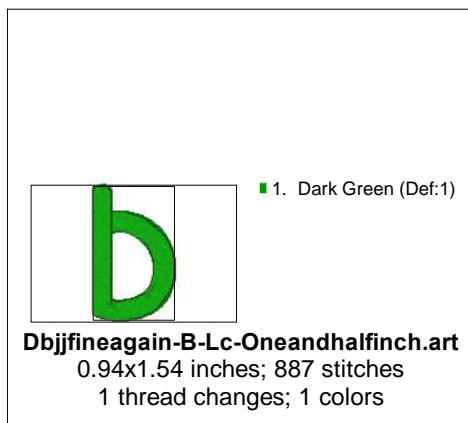 b
1. Dark Green (Def:1)
Dbjjfineagain-B-Lc-Oneandhalfinch.art
0.94x1.54 inches; 887 stitches
1 thread changes; 1 colors